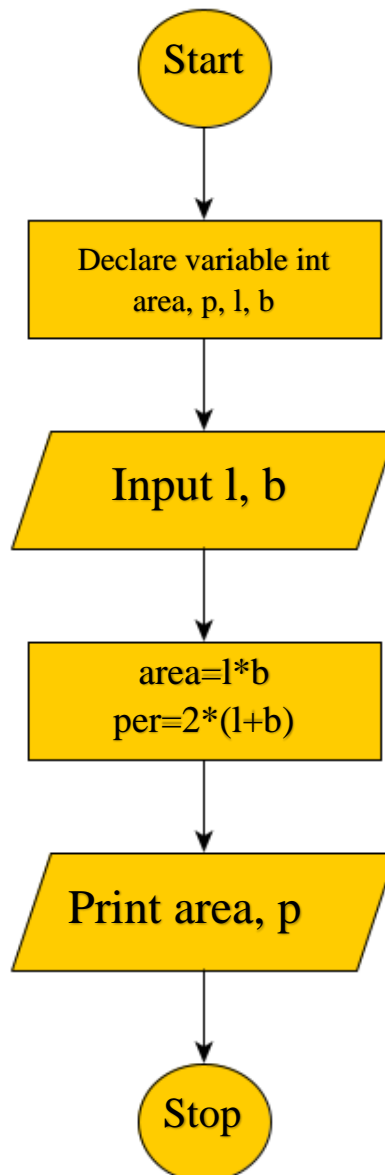 Start
Declare variable int
area, p, l, b
Input l, b
area=l*b
per=2*(l+b)
Print area, p
Stop